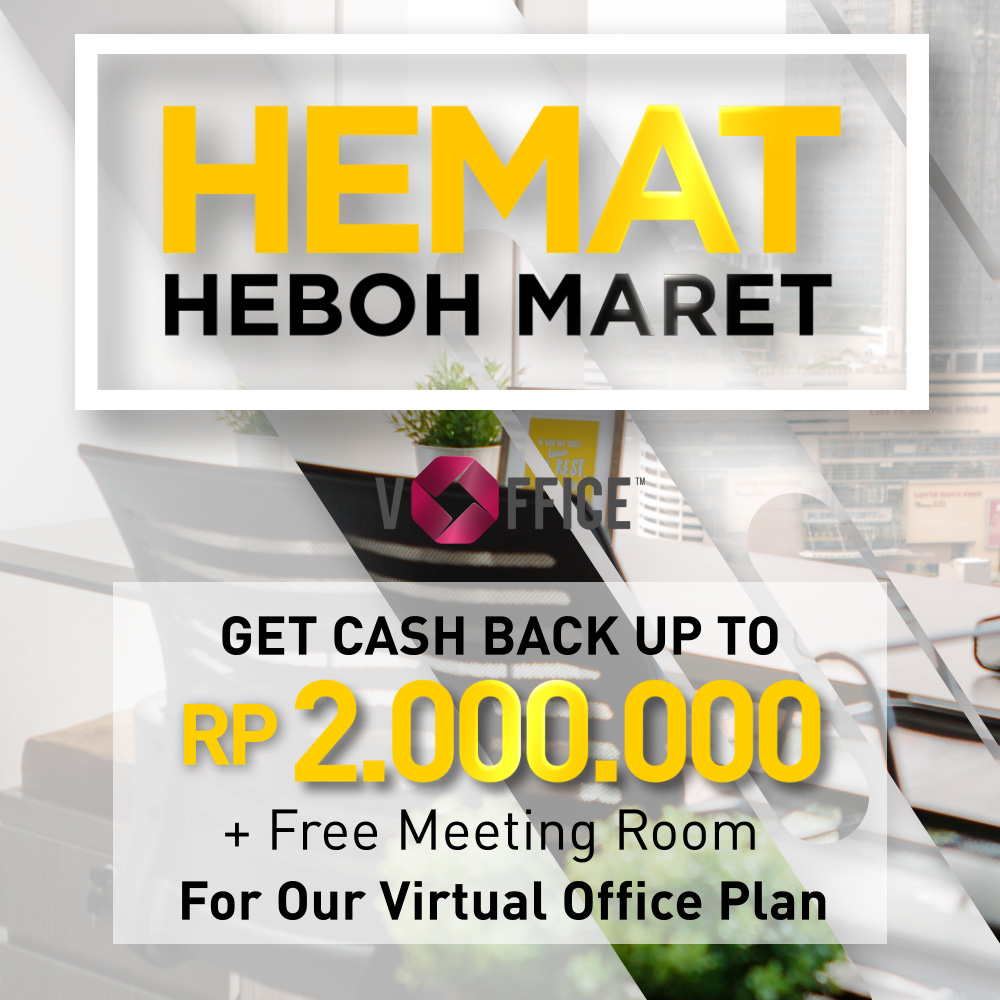 HEMAT
HEBOH MARET
VOFFICE™
GET CASH BACK UP TO
RP 2.000.000
+ Free Meeting Room
For Our Virtual Office Plan